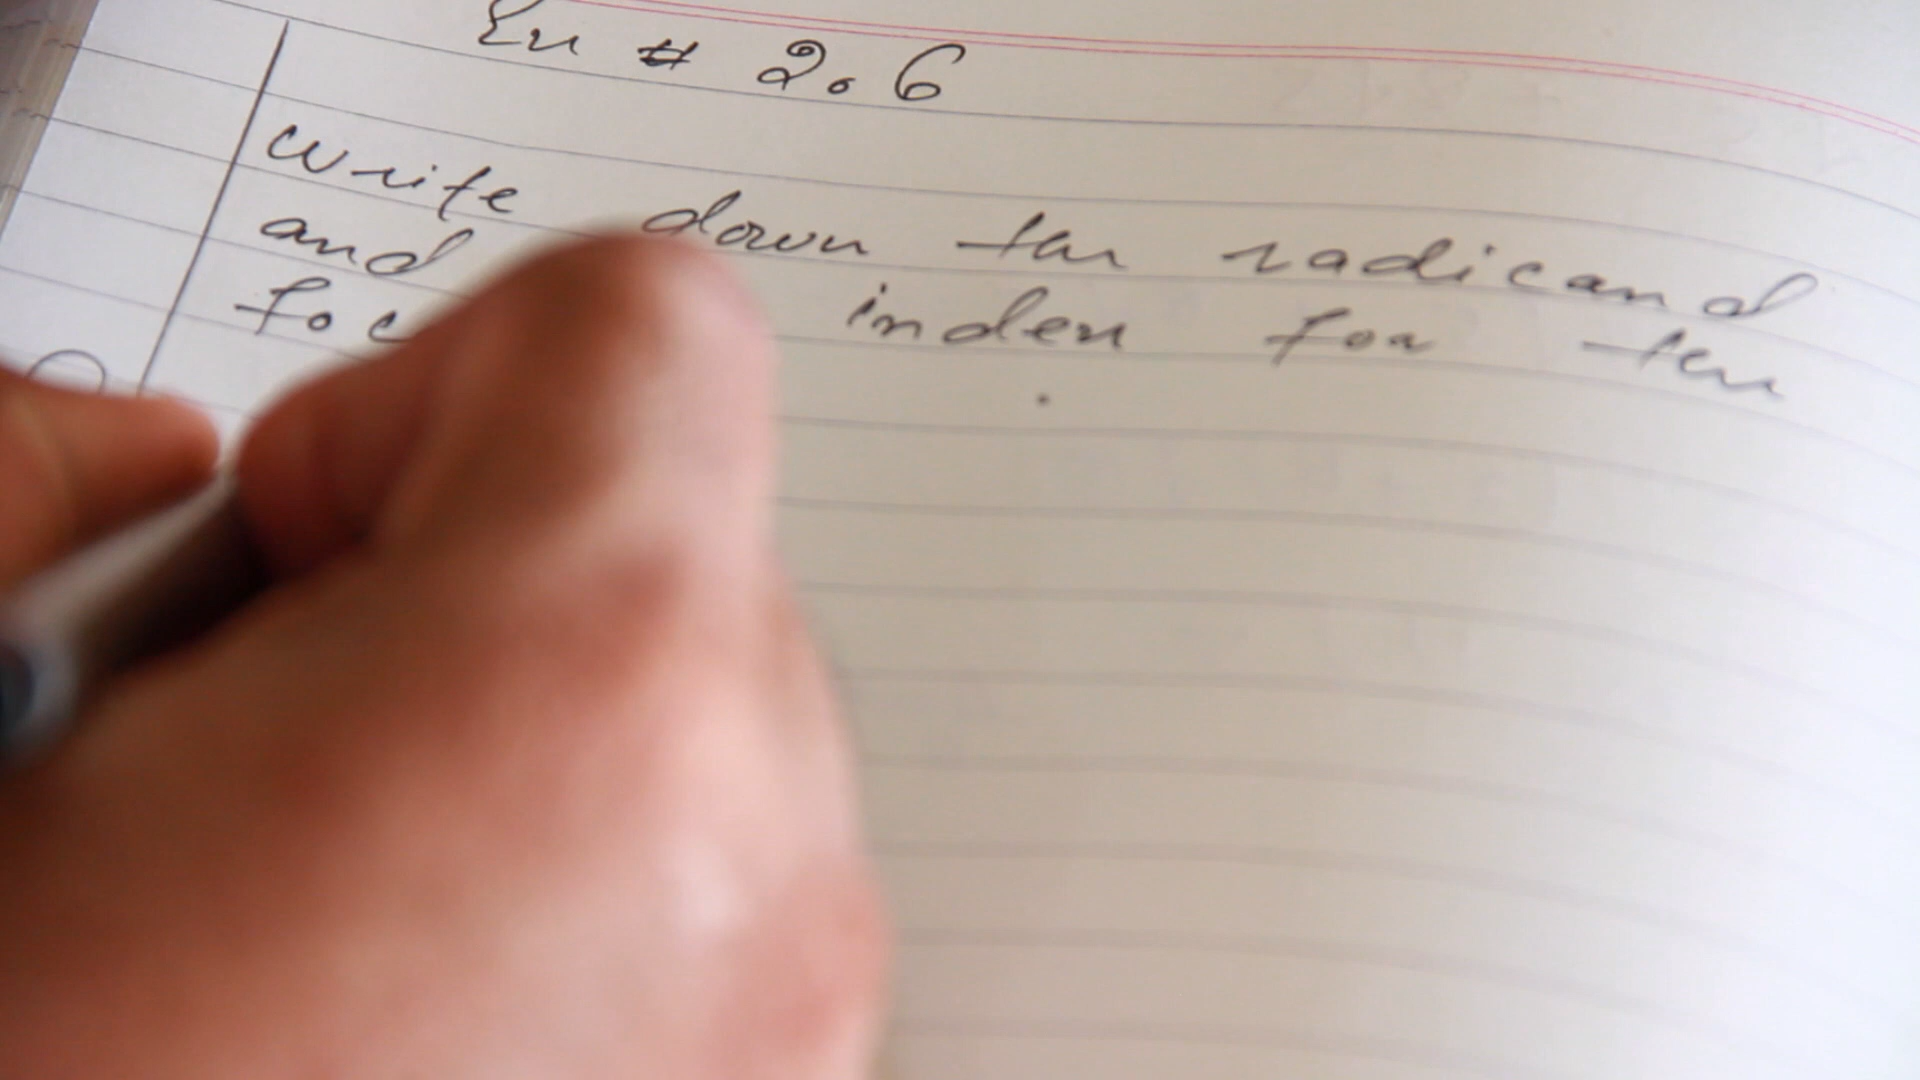 Ex # 2.6
Write down the radicand
and index for the